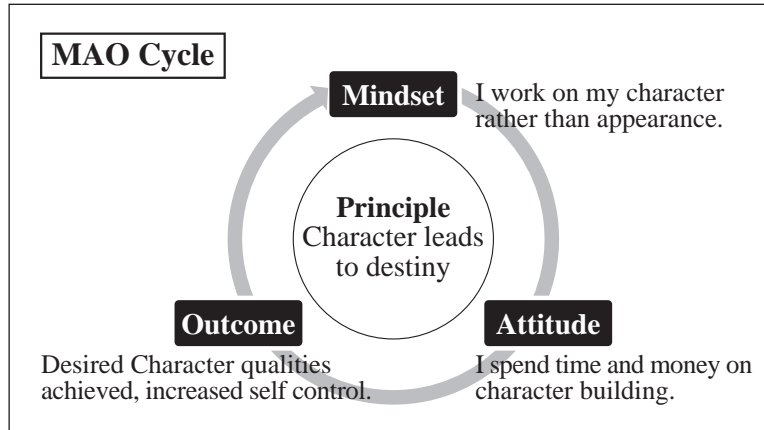 MAO Cycle
Mindset
I work on my character
rather than appearance.
Principle
Character leads
to destiny
Outcome
Desired Character qualities
achieved, increased self control.
Attitude
I spend time and money on
character building.